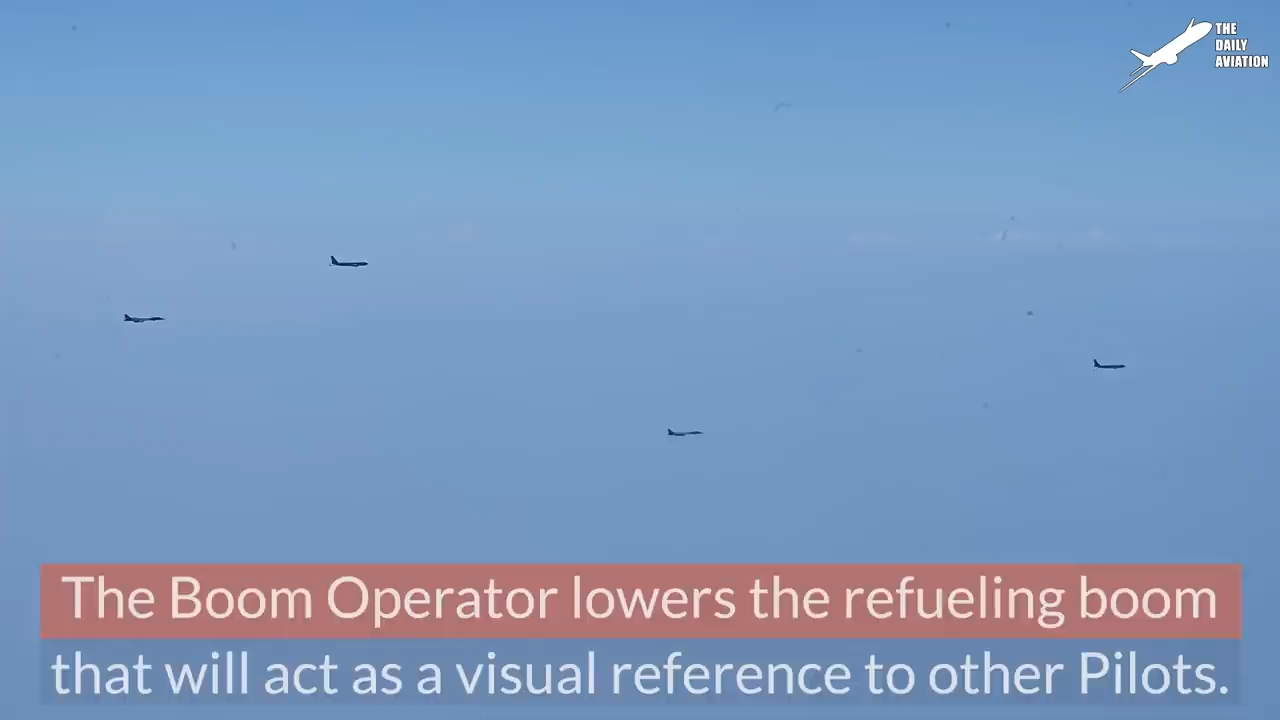 THE
DAILY
AVIATION
The Boom Operator lowers the refueling boom
that will act as a visual reference to other Pilots.